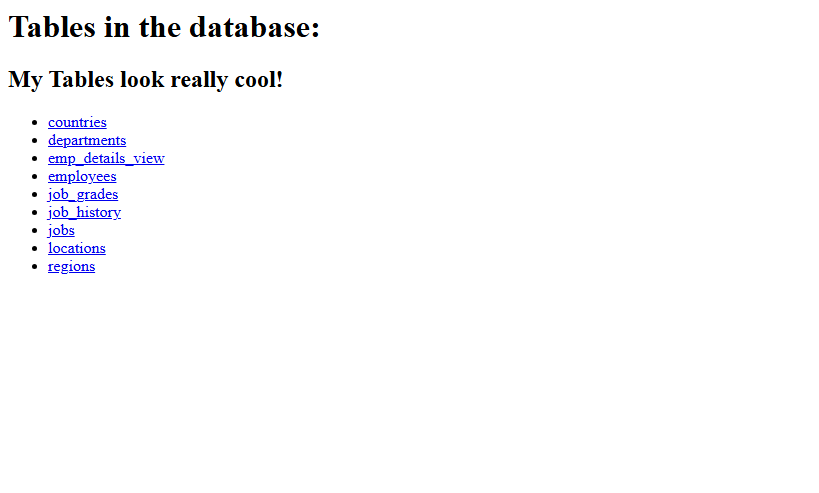 Tables in the database:
My Tables look really cool!
countries
departments
emp_details_view
employees
job_grades
job_history
jobs
locations
regions